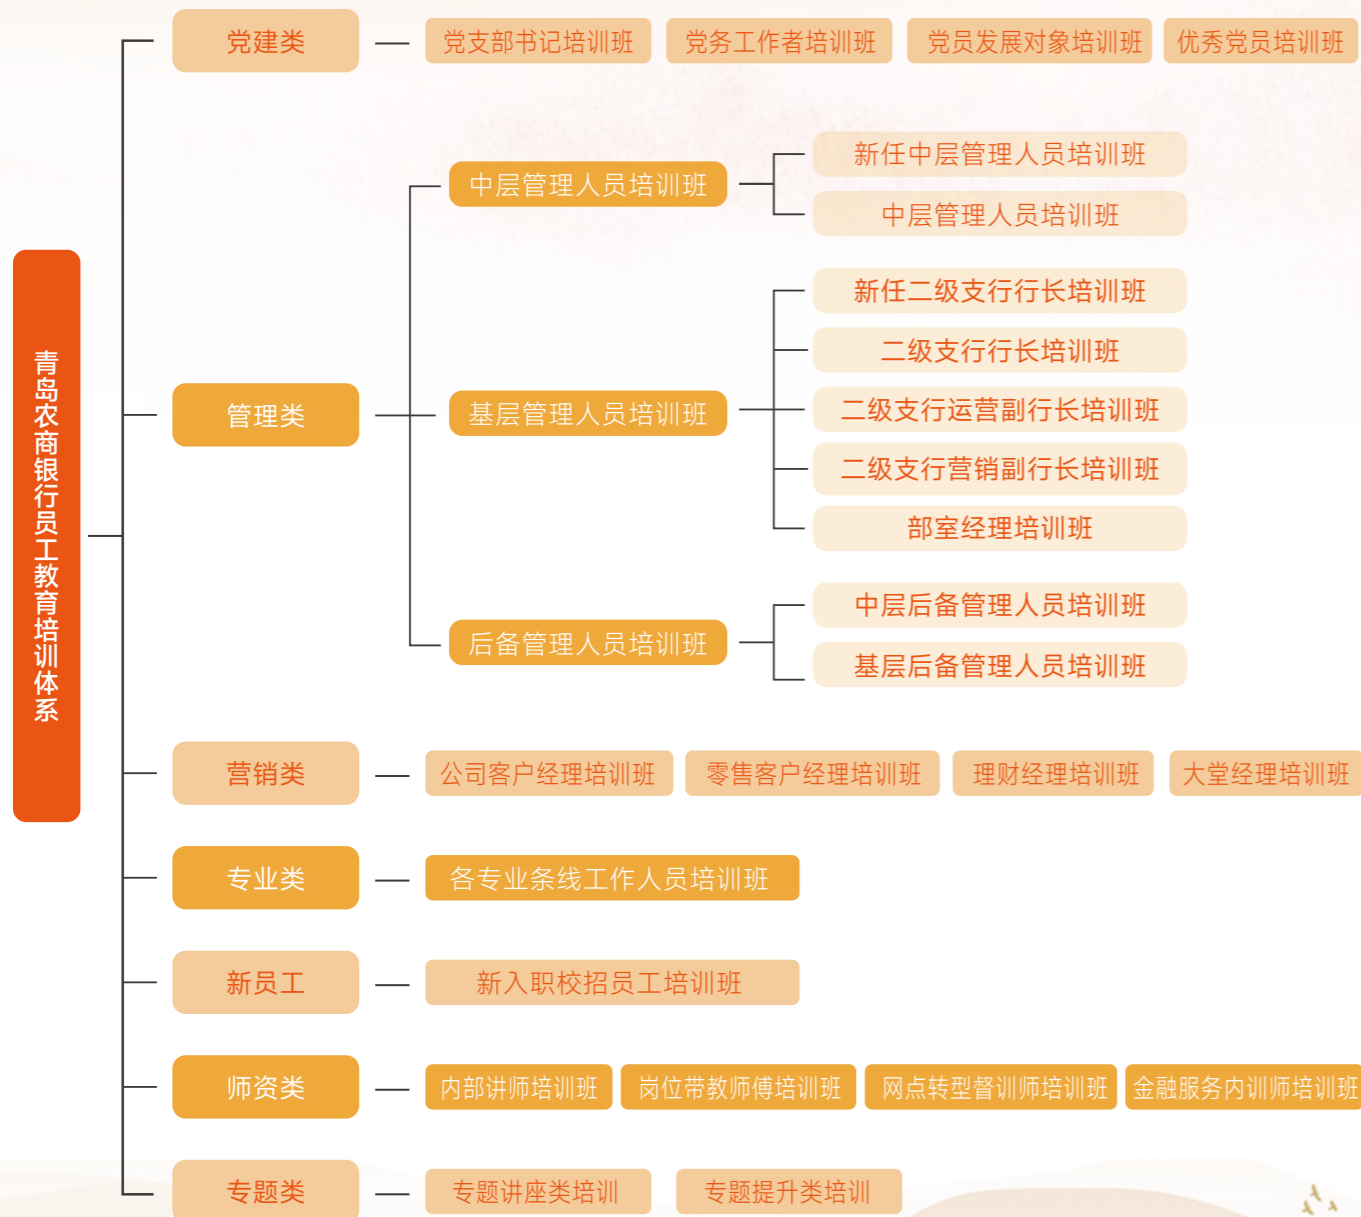 青岛农商银行员工教育培训体系
党建类
党支部书记培训班
党务工作者培训班
党员发展对象培训班
优秀党员培训班
管理类
中层管理人员培训班
新任中层管理人员培训班
中层管理人员培训班
基层管理人员培训班
新任二级支行行长培训班
二级支行行长培训班
二级支行运营副行长培训班
二级支行营销副行长培训班
部室经理培训班
后备管理人员培训班
中层后备管理人员培训班
基层后备管理人员培训班
营销类
公司客户经理培训班
零售客户经理培训班
理财经理培训班
大堂经理培训班
专业类
各专业条线工作人员培训班
新员工
新入职校招员工培训班
师资类
内部讲师培训班
岗位带教师傅培训班
网点转型督训师培训班
金融服务内训师培训班
专题类
专题讲座类培训
专题提升类培训